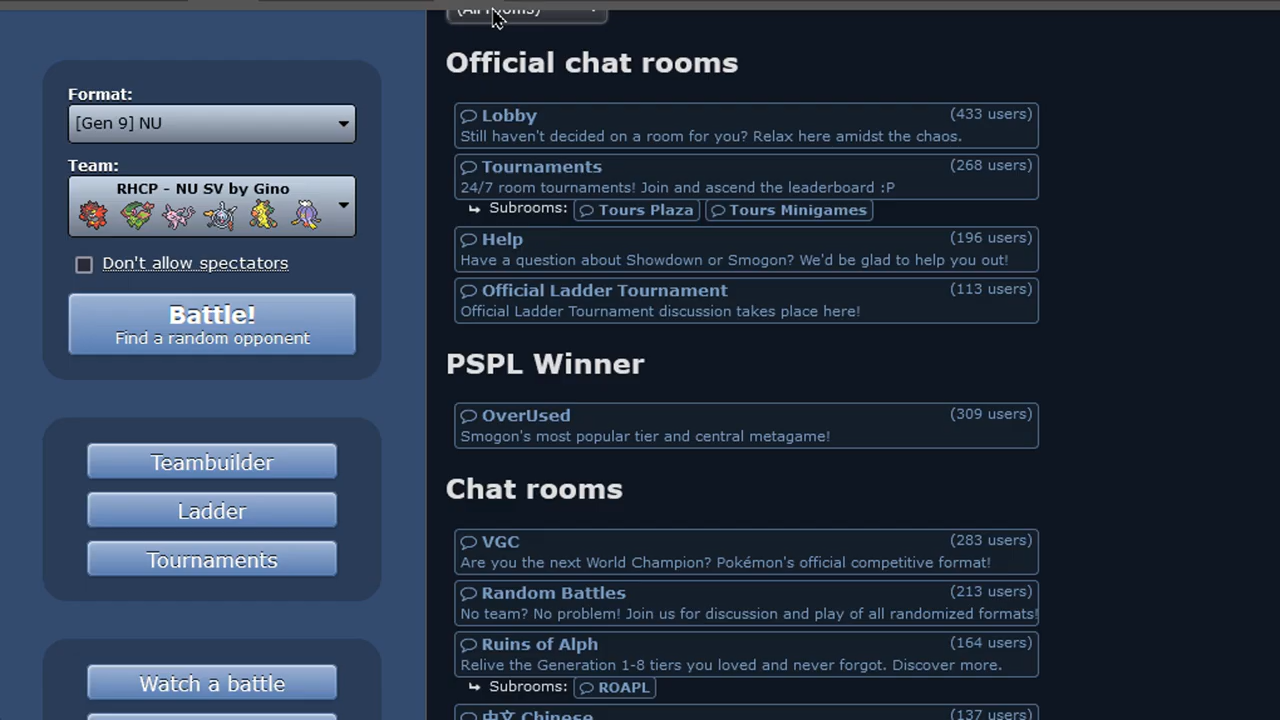 Format:
[Gen 9] NU
Team:
RHCP - NU SV by Gino
Don't allow spectators
Battle!
Find a random opponent
Teambuilder
Ladder
Tournaments
Watch a battle
(All rooms)
Official chat rooms
Lobby (433 users)
Still haven't decided on a room for you? Relax here amidst the chaos.
Tournaments (268 users)
24/7 room tournaments! Join and ascend the leaderboard :P
↳ Subrooms: Tours Plaza Tours Minigames
Help (196 users)
Have a question about Showdown or Smogon? We'd be glad to help you out!
Official Ladder Tournament (113 users)
Official Ladder Tournament discussion takes place here!
PSPL Winner
OverUsed (309 users)
Smogon's most popular tier and central metagame!
Chat rooms
VGC (283 users)
Are you the next World Champion? Pokémon's official competitive format!
Random Battles (213 users)
No team? No problem! Join us for discussion and play of all randomized formats!
Ruins of Alph (164 users)
Relive the Generation 1-8 tiers you loved and never forgot. Discover more.
↳ Subrooms: ROAPL
中文 Chinese (137 users)